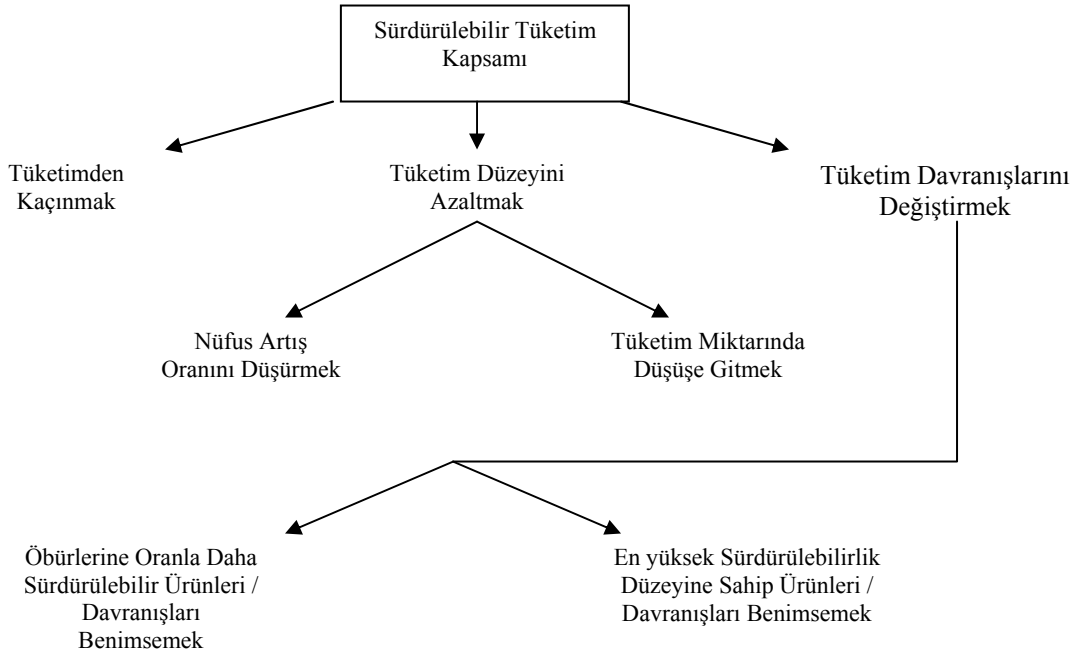 Sürdürülebilir Tüketim
Kapsamı
Tüketimden
Kaçınmak
Tüketim Düzeyini
Azaltmak
Tüketim Davranışlarını
Değiştirmek
Nüfus Artış
Oranını Düşürmek
Tüketim Miktarında
Düşüşe Gitmek
Öbürlerine Oranla Daha
Sürdürülebilir Ürünleri /
Davranışları
Benimsemek
En yüksek Sürdürülebilirlik
Düzeyine Sahip Ürünleri /
Davranışları Benimsemek